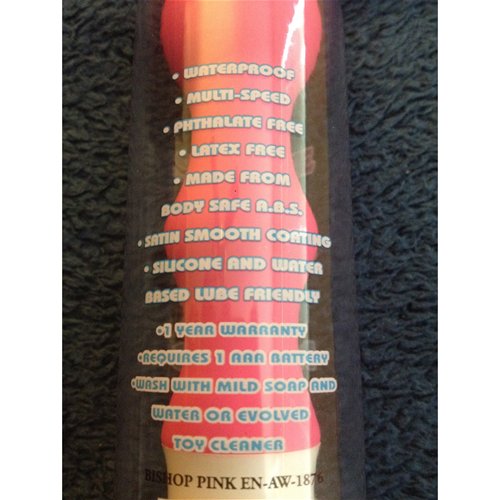 • WATERPROOF
• MULTI-SPEED
• PHTHALATE FREE
• LATEX FREE
• MADE FROM
BODY SAFE A.B.S.
• SATIN SMOOTH COATING
• SILICONE AND WATER
BASED LUBE FRIENDLY
•1 YEAR WARRANTY
•REQUIRES 1 AAA BATTERY
•WASH WITH MILD SOAP AND
WATER OR EVOLVED
TOY CLEANER
BISHOP PINK EN-AW-1876